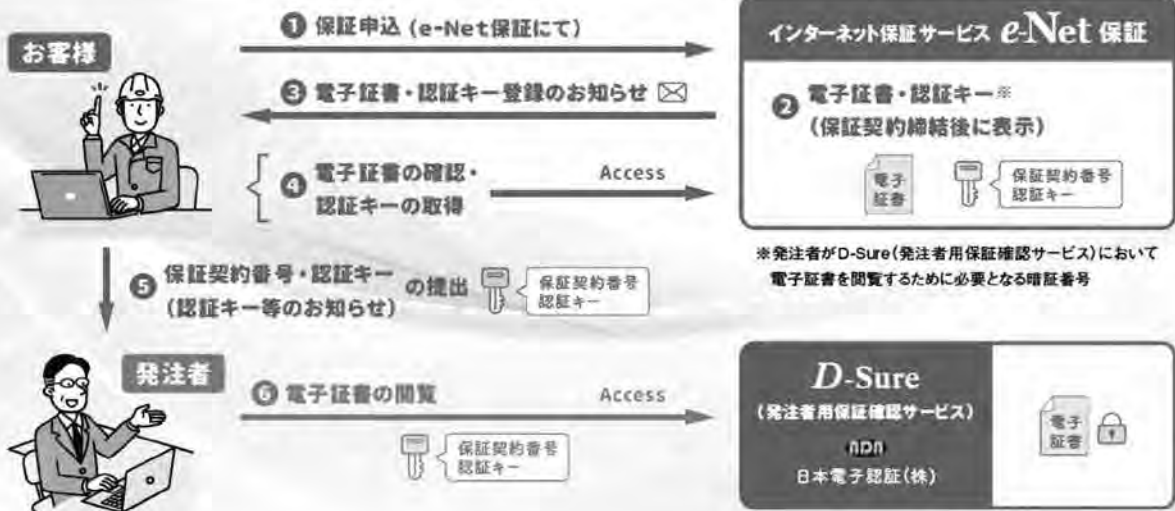 お客様
❶ 保証申込 (e-Net保証にて)
インターネット保証サービス e-Net 保証
❸ 電子証書・認証キー登録のお知らせ
❷ 電子証書・認証キー※
(保証契約締結後に表示)
電子
証書
保証契約番号
認証キー
❹ 電子証書の確認・
認証キーの取得
Access
※発注者がD-Sure(発注者用保証確認サービス)において
電子証書を閲覧するために必要となる暗証番号
❺ 保証契約番号・認証キー
(認証キー等のお知らせ)
の提出
保証契約番号
認証キー
発注者
❻ 電子証書の閲覧
Access
保証契約番号
認証キー
D-Sure
(発注者用保証確認サービス)
NDN
日本電子認証(株)
電子
証書